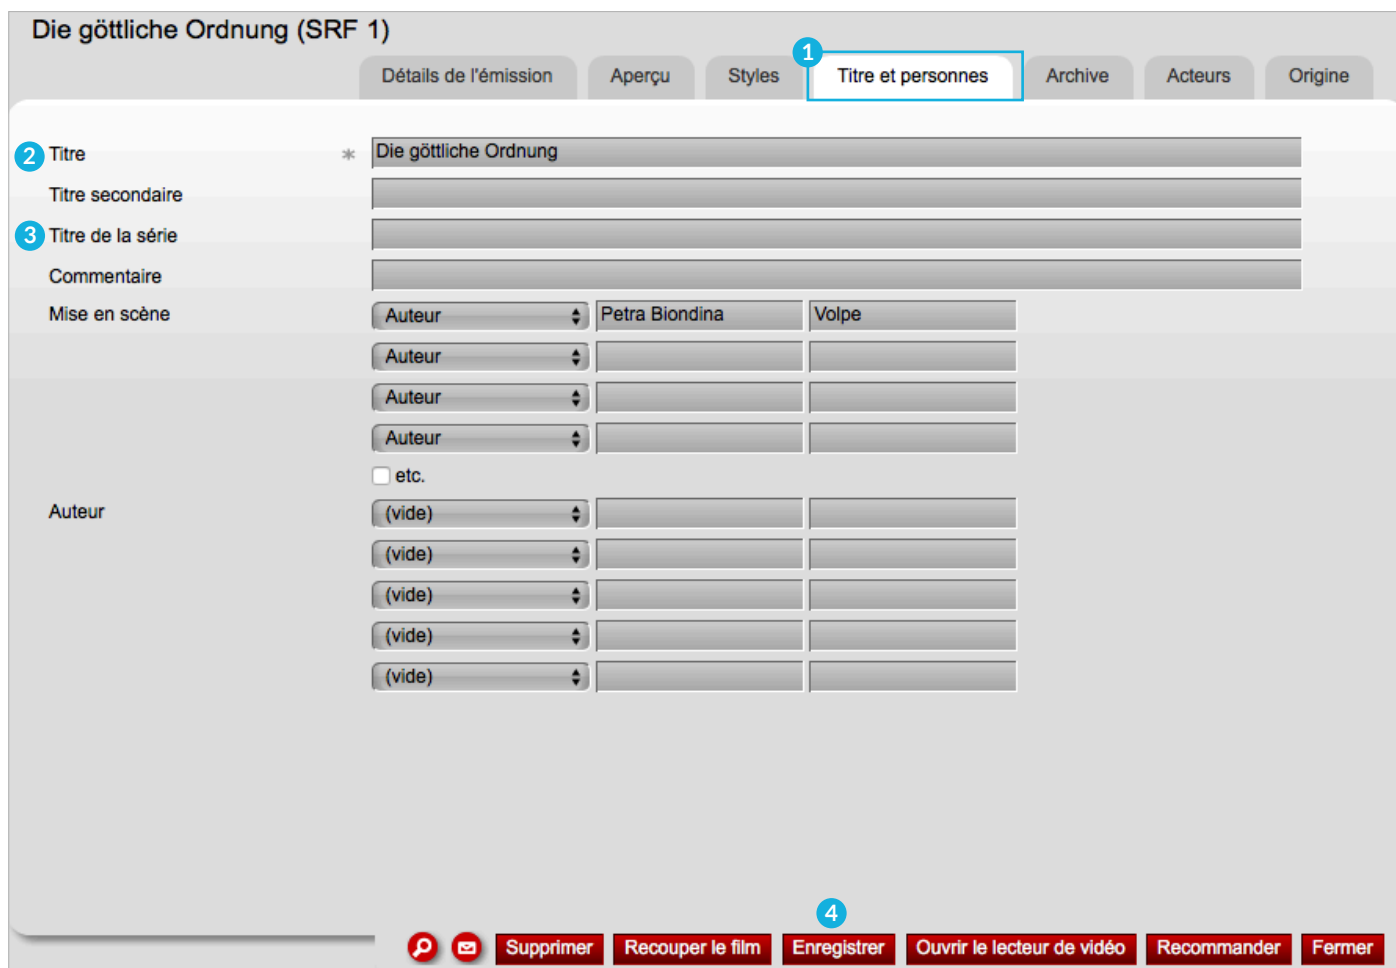 Die göttliche Ordnung (SRF 1)
1
Détails de l'émission Aperçu Styles Titre et personnes Archive Acteurs Origine
2 Titre * Die göttliche Ordnung
Titre secondaire
3 Titre de la série
Commentaire
Mise en scène Auteur Petra Biondina Volpe
Auteur
Auteur
Auteur
etc.
Auteur (vide)
(vide)
(vide)
(vide)
(vide)
4
Supprimer Recouper le film Enregistrer Ouvrir le lecteur de vidéo Recommander Fermer